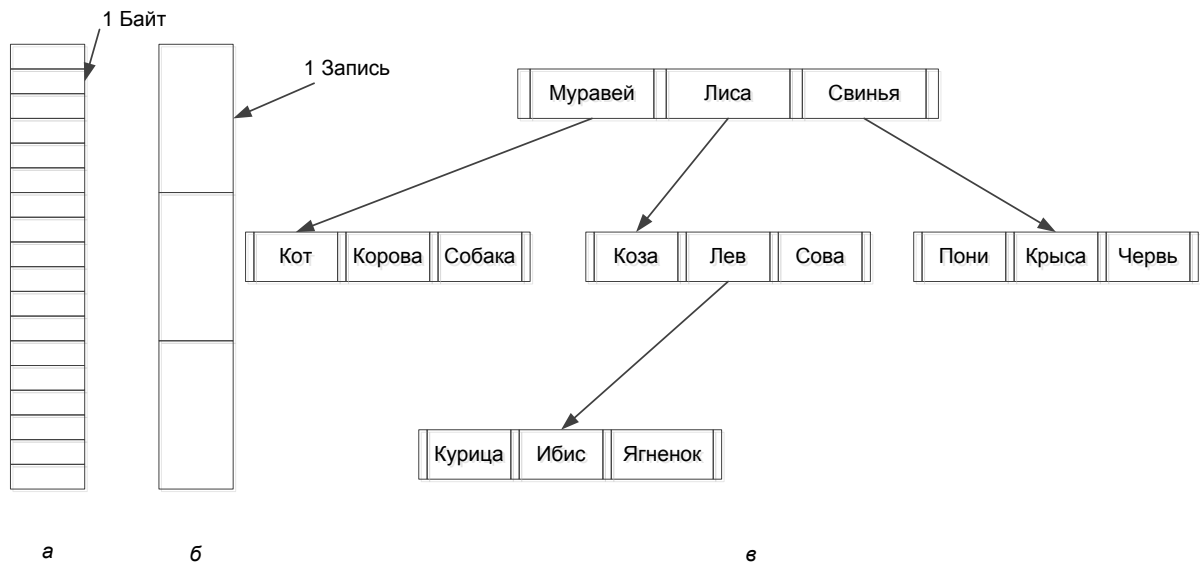 1 Байт
1 Запись
Муравей Лиса Свинья
Кот Корова Собака Коза Лев Сова Пони Крыса Червь
Курица Ибис Ягненок
а б в